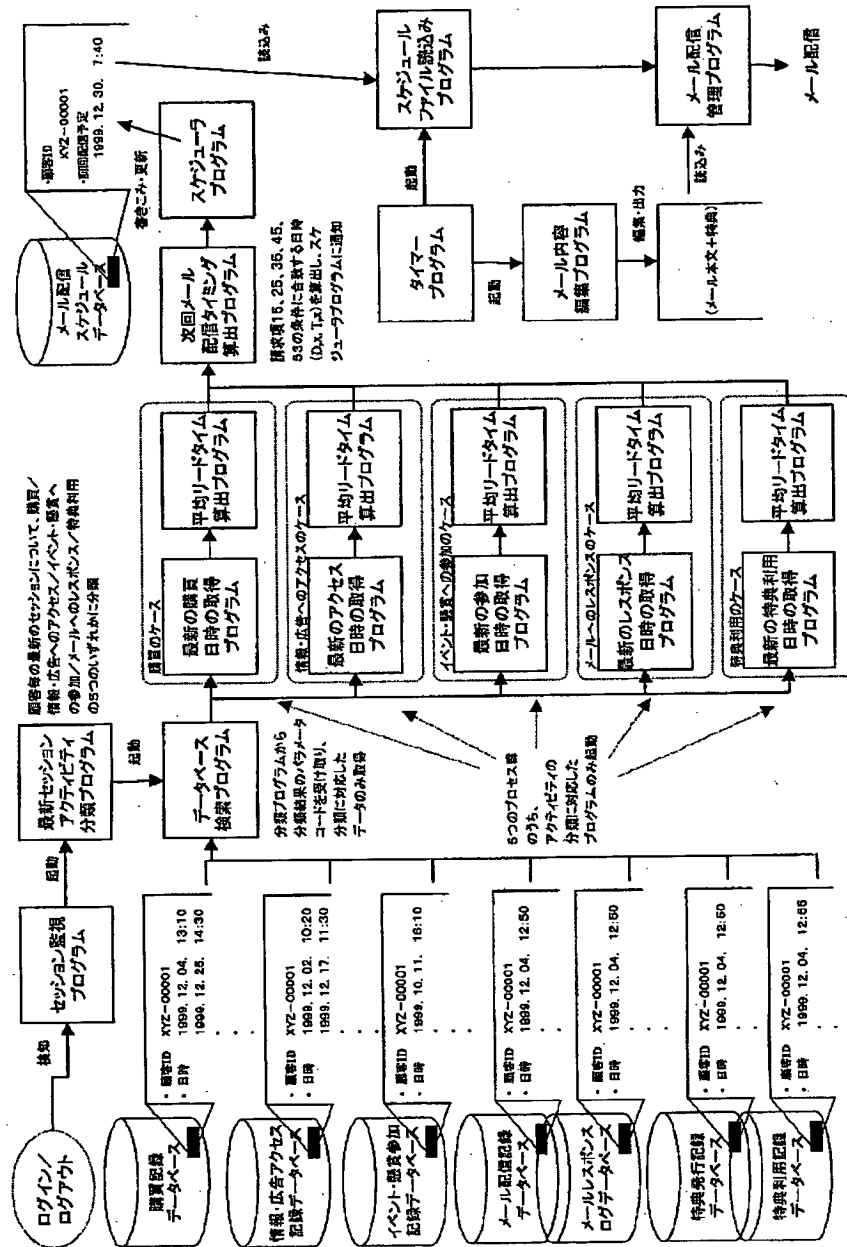 ログイン／
ログアウト
検知
セッション監視
プログラム
起動
最新セッション
アクティビティ
分類プログラム
顧客毎の最新のセッションについて、購買／
情報・広告へのアクセス／イベント・懸賞へ
の参加／メールへのレスポンス／特典利用
の5つのいずれかに分類
起動
購買記録
データベース
・顧客ID XYZ-00001
・日時 1999. 12. 04. 13:10
1999. 12. 25. 14:30
情報・広告アクセス
記録データベース
・顧客ID XYZ-00001
・日時 1999. 12. 02. 10:20
1999. 12. 17. 11:30
イベント・懸賞参加
記録データベース
・顧客ID XYZ-00001
・日時 1999. 10. 11. 16:10
メール配信記録
データベース
・顧客ID XYZ-00001
・日時 1999. 12. 04. 12:50
メールレスポンス
ログデータベース
・顧客ID XYZ-00001
・日時 1999. 12. 04. 12:50
特典発行記録
データベース
・顧客ID XYZ-00001
・日時 1999. 12. 04. 12:50
特典利用記録
データベース
・顧客ID XYZ-00001
・日時 1999. 12. 04. 12:55
データベース
検索プログラム
分類プログラムから
分類結果のパラメータ
コードを受け取り、
分類に対応した
データのみ取得
5つのプロセス群
のうち、
アクティビティの
分類に対応した
プログラムのみ起動
購買のケース
最新の購買
日時の取得
プログラム
平均リードタイム
算出プログラム
情報・広告へのアクセスのケース
最新のアクセス
日時の取得
プログラム
平均リードタイム
算出プログラム
イベント・懸賞への参加のケース
最新の参加
日時の取得
プログラム
平均リードタイム
算出プログラム
メールへのレスポンスのケース
最新のレスポンス
日時の取得
プログラム
平均リードタイム
算出プログラム
特典利用のケース
最新の特典利用
日時の取得
プログラム
平均リードタイム
算出プログラム
次回メール
配信タイミング
算出プログラム
請求項15、25、35、45、
53の条件に合致する日時
(D,x, T,x)を算出し、スケ
ジューラプログラムに通知
スケジューラ
プログラム
書きこみ・更新
メール配信
スケジュール
データベース
・顧客ID
XYZ-00001
・初回配信予定
1999. 12. 30. 7:40
読込み
タイマー
プログラム
起動
スケジュール
ファイル読込み
プログラム
起動
メール内容
編集プログラム
編集・出力
（メール本文＋特典）
読込み
メール配信
管理プログラム
メール配信